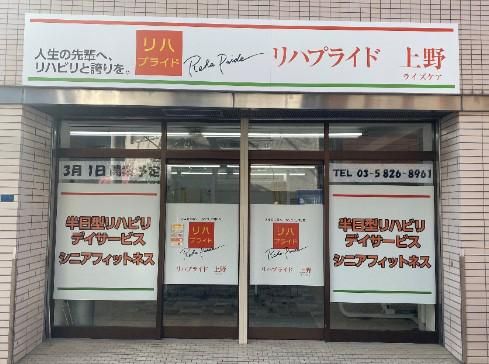 人生の先輩へ、
リハビリと誇りを。
リハ
プライド
Reha Pride
リハプライド 上野
ライズケア
3月1日
TEL 03-5826-8961
半日型リハビリ
デイサービス
シニアフィットネス
リハ
プライド
リハプライド 上野
リハ
プライド
リハプライド 上野
半日型リハビリ
デイサービス
シニアフィットネス